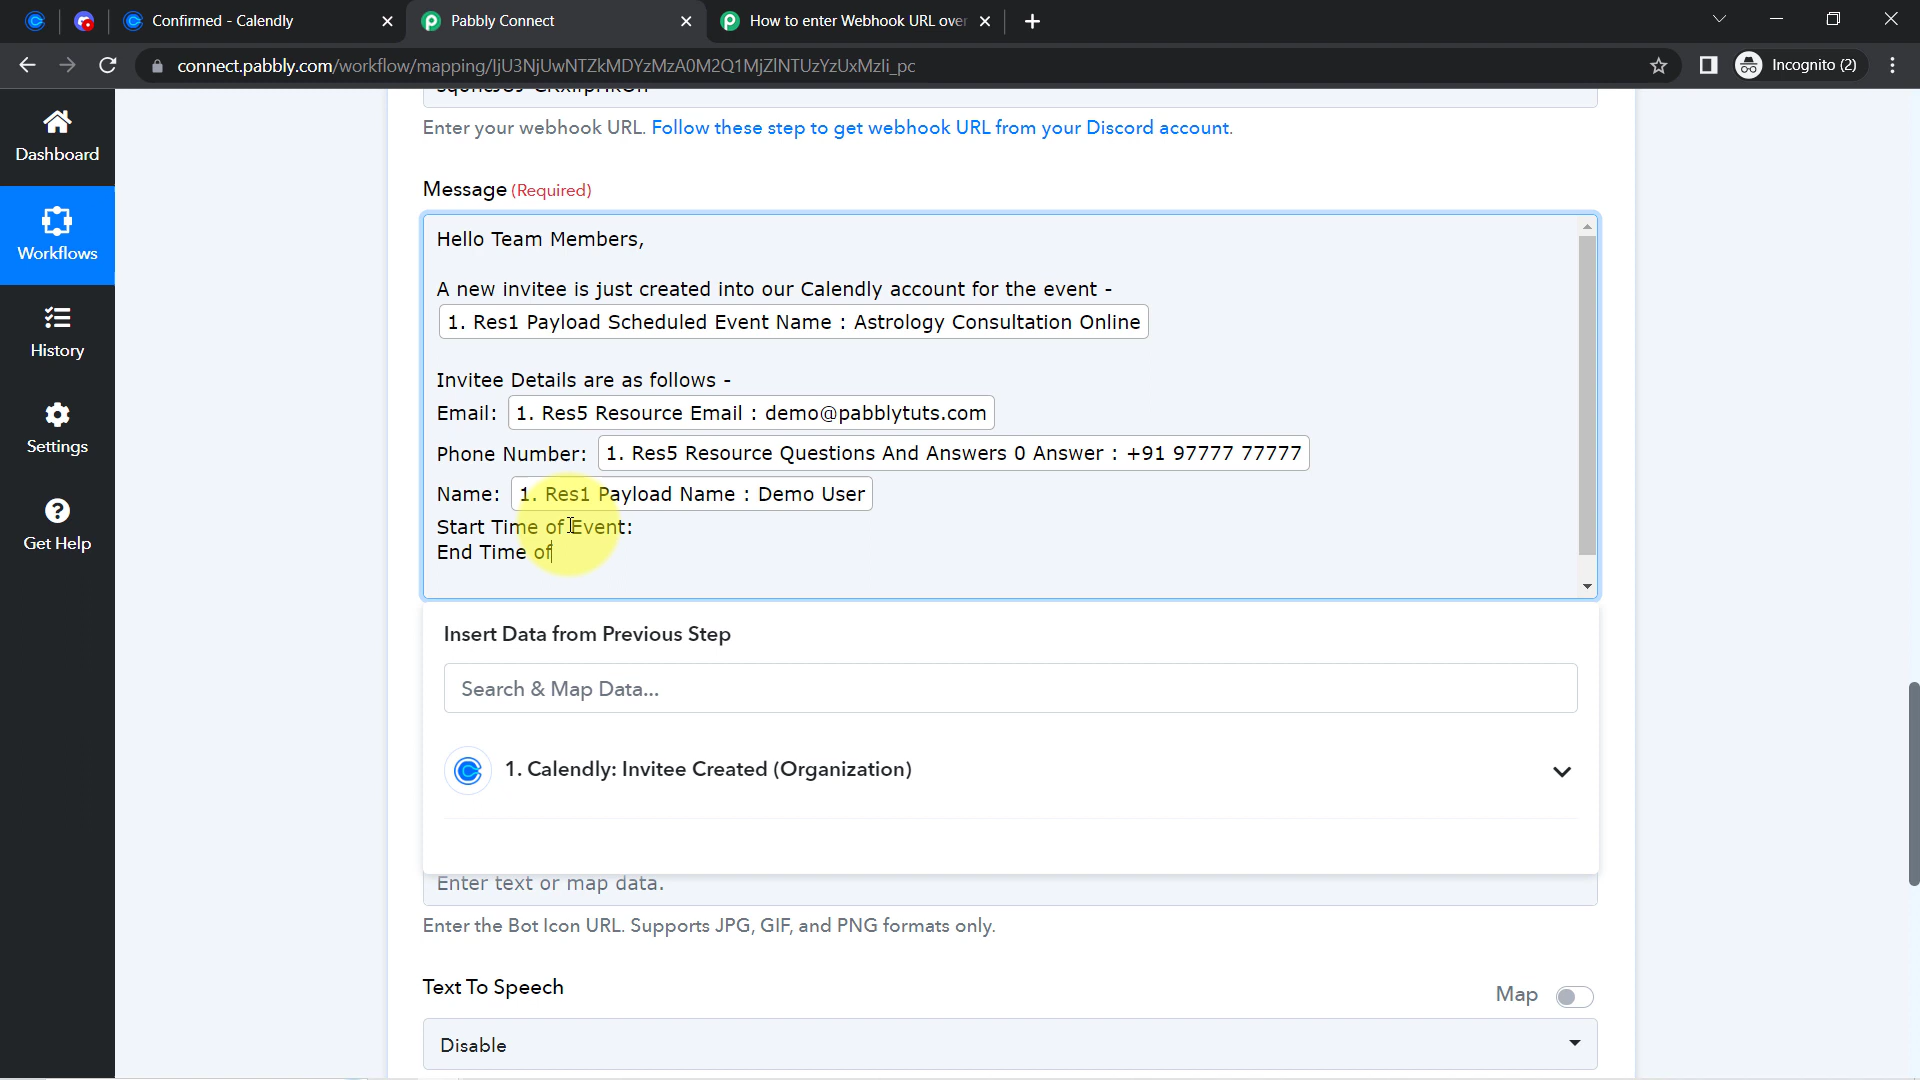 Confirmed - Calendly
Pabbly Connect
How to enter Webhook URL over
connect.pabbly.com/workflow/mapping/IjU3NjUwNTZkMDYzMzA0M2Q1MjZlNTUzYzUxMzli_pc
Incognito (2)
Dashboard
Workflows
History
Settings
Get Help
Enter your webhook URL. Follow these step to get webhook URL from your Discord account.
Message (Required)
Hello Team Members,
A new invitee is just created into our Calendly account for the event -
1. Res1 Payload Scheduled Event Name : Astrology Consultation Online
Invitee Details are as follows -
Email: 1. Res5 Resource Email : demo@pabblytuts.com
Phone Number: 1. Res5 Resource Questions And Answers 0 Answer : +91 97777 77777
Name: 1. Res1 Payload Name : Demo User
Start Time of Event:
End Time of
Insert Data from Previous Step
Search & Map Data...
1. Calendly: Invitee Created (Organization)
Enter text or map data.
Enter the Bot Icon URL. Supports JPG, GIF, and PNG formats only.
Text To Speech
Map
Disable